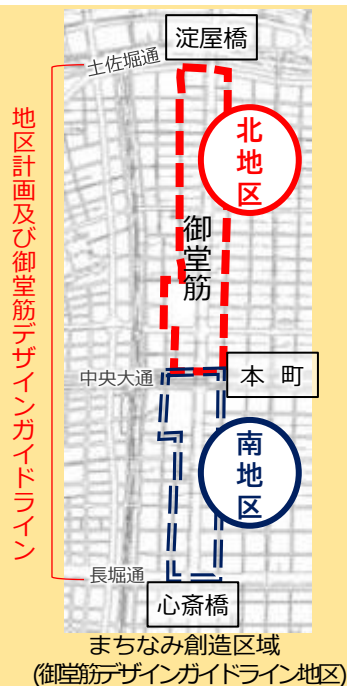 淀屋橋
土佐堀通
地区計画及び御堂筋デザインガイドライン
北地区
御堂筋
中央大通
本 町
南地区
長堀通
心斎橋
まちなみ創造区域
(御堂筋デザインガイドライン地区)